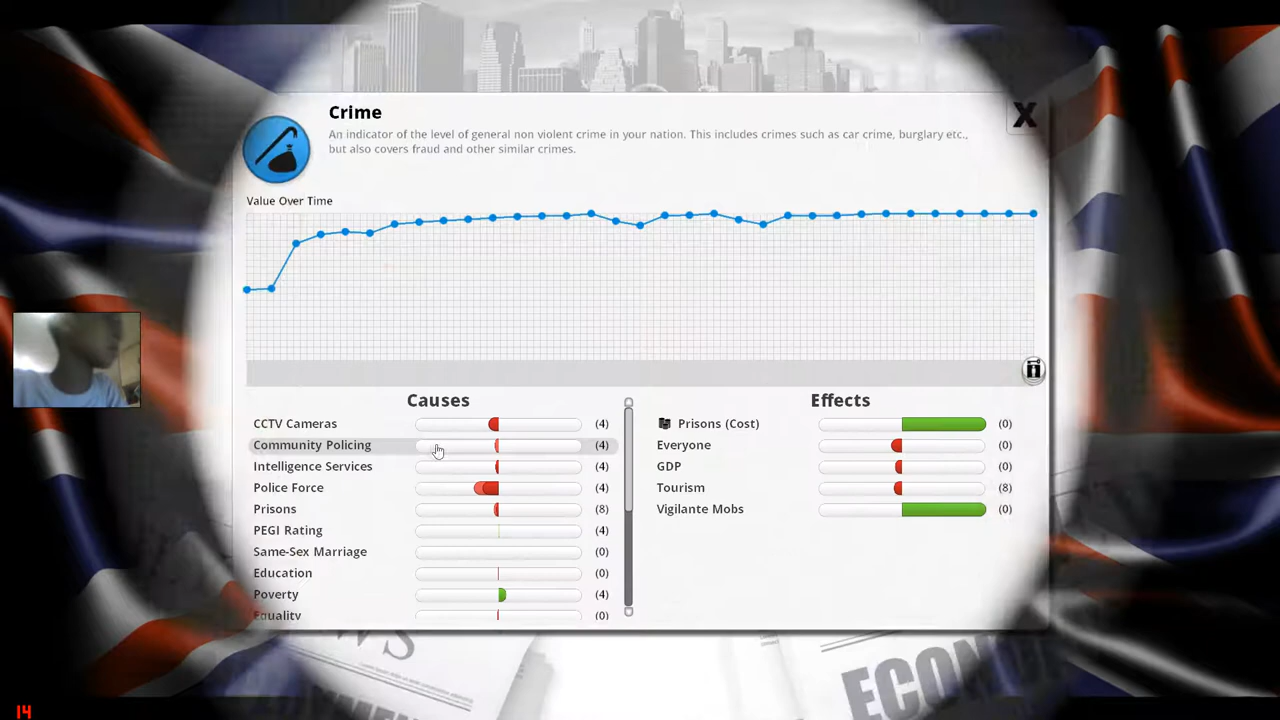 Crime
X
An indicator of the level of general non violent crime in your nation. This includes crimes such as car crime, burglary etc.,
but also covers fraud and other similar crimes.
Value Over Time
Causes
CCTV Cameras (4)
Community Policing (4)
Intelligence Services (4)
Police Force (4)
Prisons (8)
PEGI Rating (4)
Same-Sex Marriage (0)
Education (0)
Poverty (4)
Equality (0)
Effects
Prisons (Cost) (0)
Everyone (0)
GDP (0)
Tourism (8)
Vigilante Mobs (0)
14